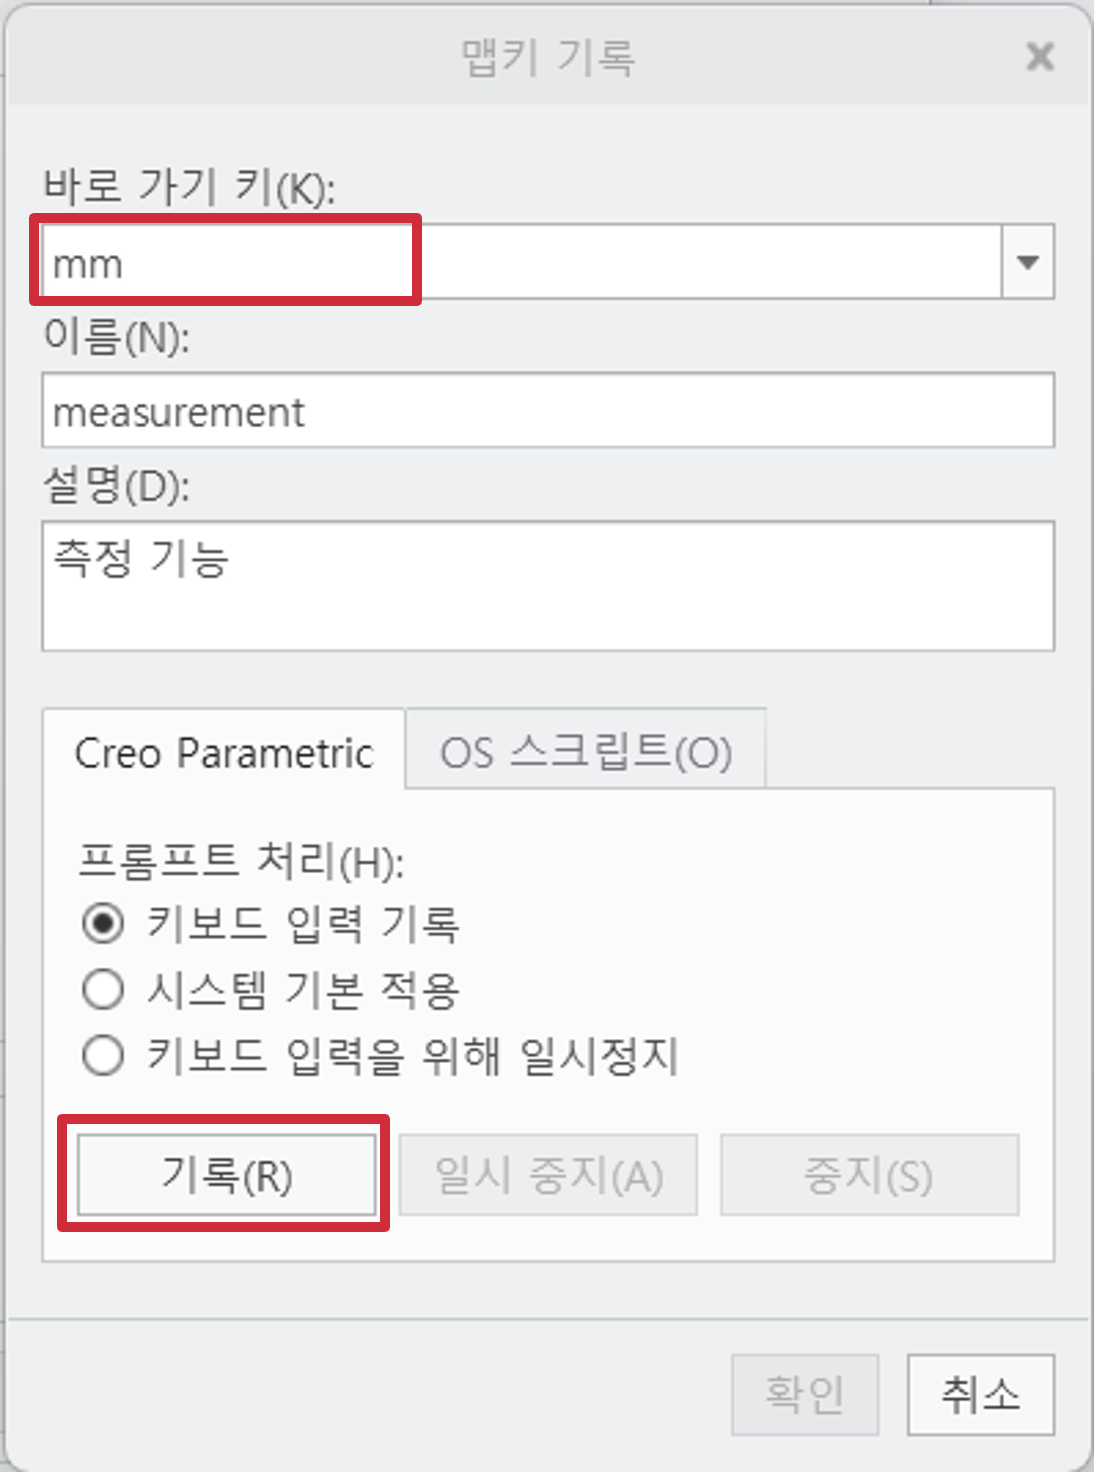 맵키 기록
바로 가기 키(K):
mm
이름(N):
measurement
설명(D):
측정 기능
Creo Parametric OS 스크립트(O)
프롬프트 처리(H):
키보드 입력 기록
시스템 기본 적용
키보드 입력을 위해 일시정지
기록(R) 일시 중지(A) 중지(S)
확인 취소